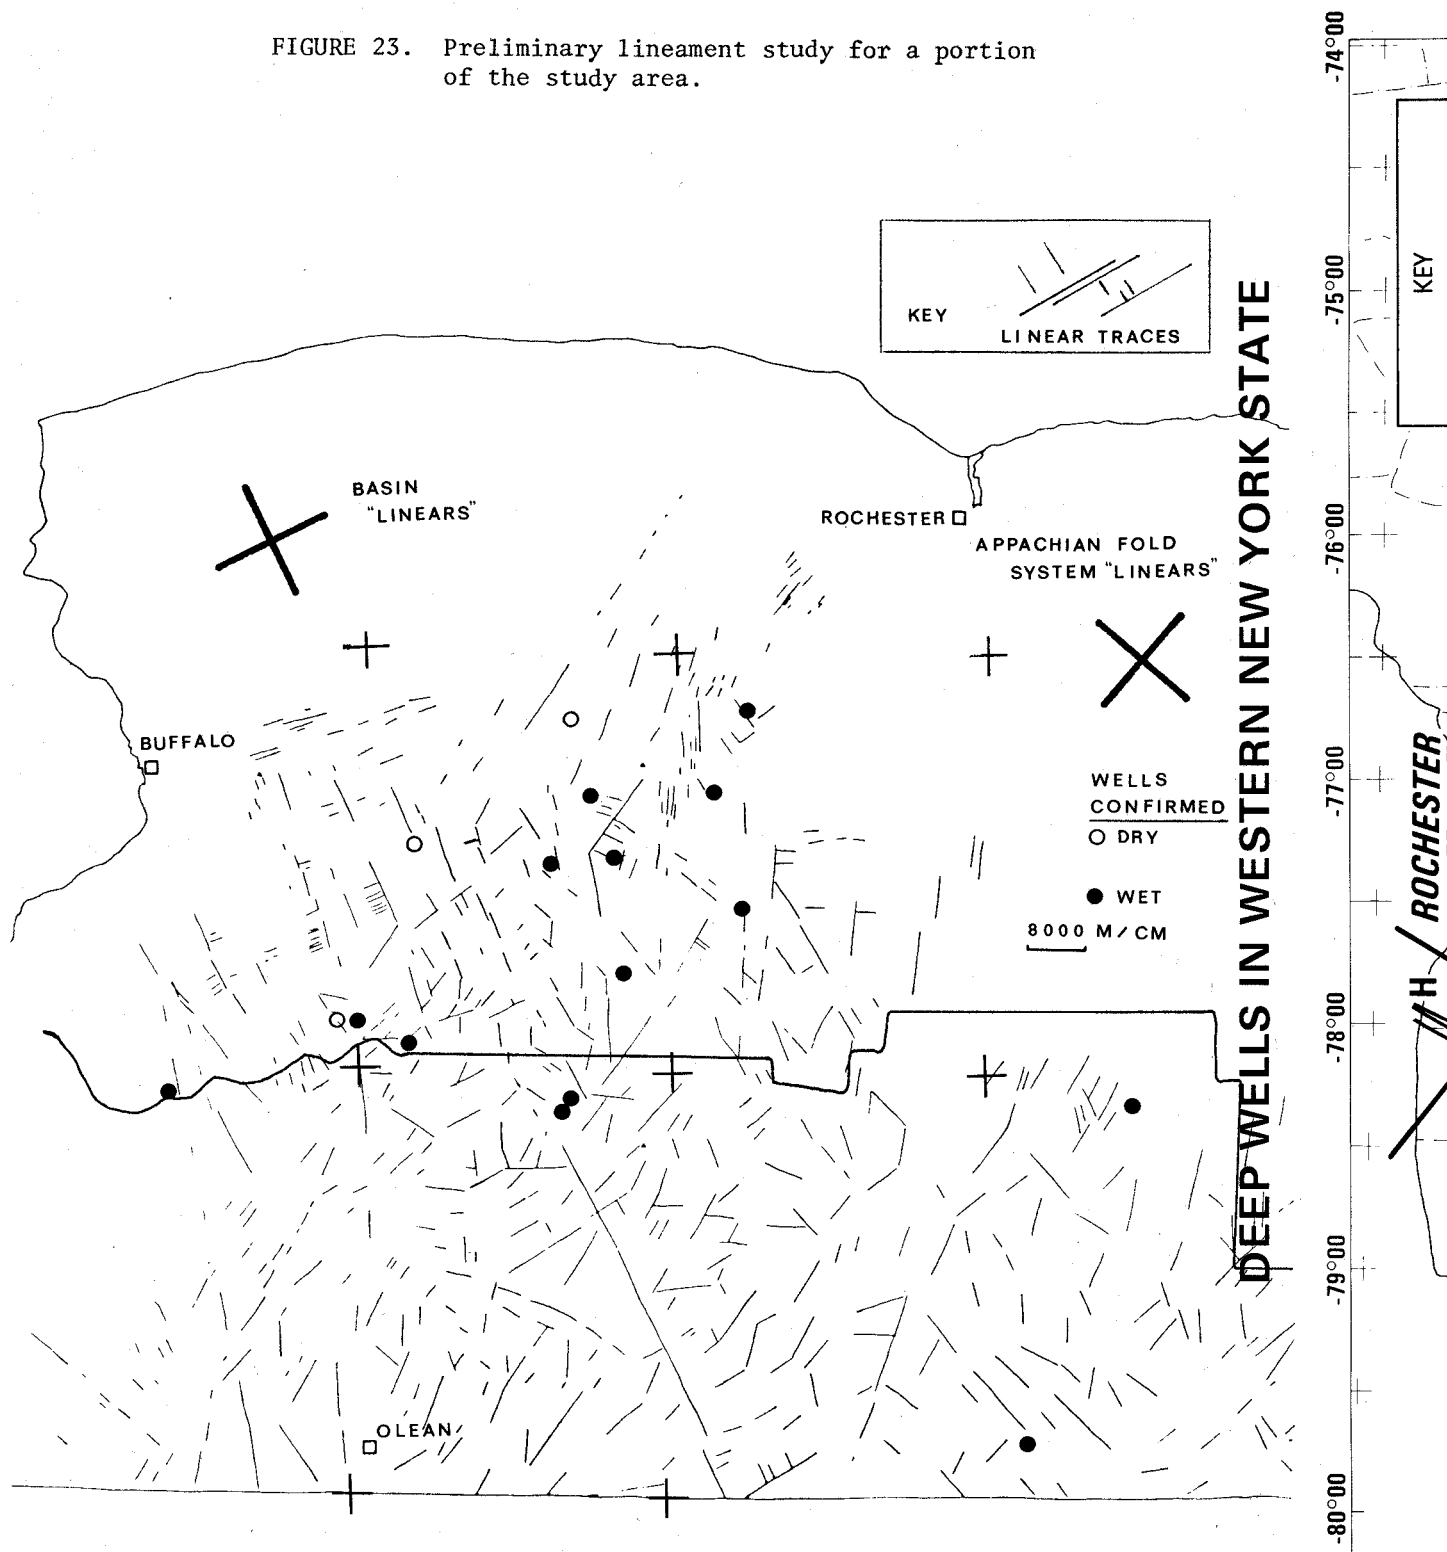 FIGURE 23. Preliminary lineament study for a portion
of the study area.
KEY
LINEAR TRACES
BASIN
"LINEARS"
ROCHESTER
APPACHIAN FOLD
SYSTEM "LINEARS"
BUFFALO
WELLS
CONFIRMED
DRY
WET
8000 M/CM
OLEAN
DEEP WELLS IN WESTERN NEW YORK STATE
-74°00
-75°00
-76°00
-77°00
-78°00
-79°00
-80°00
KEY
ROCHESTER
H